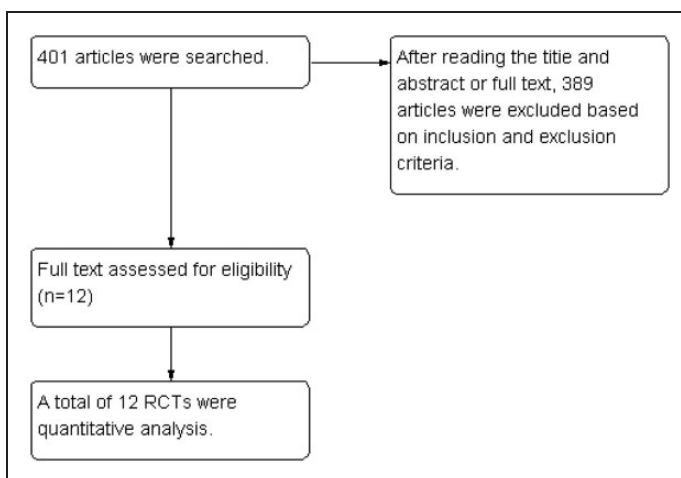 401 articles were searched.
After reading the titie and
abstract or full text, 389
articles were excluded based
on inclusion and exclusion
criteria.
Full text assessed for eligibility
(n=12)
A total of 12 RCTs were
quantitative analysis.